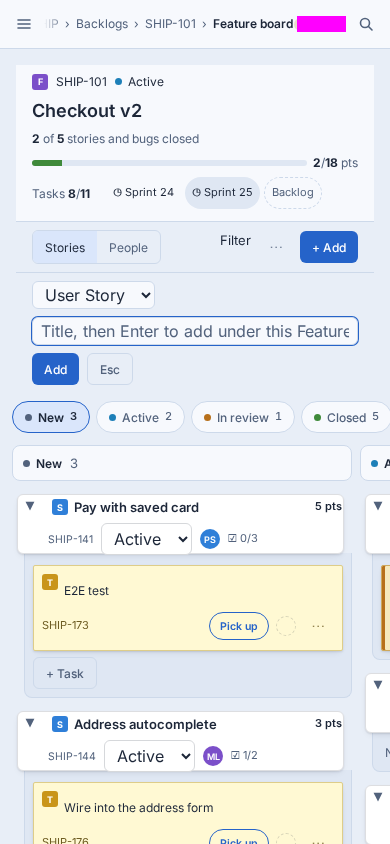 IP › Backlogs › SHIP-101 › Feature board
F SHIP-101 Active
Checkout v2
2 of 5 stories and bugs closed
2/18 pts
Tasks 8/11 Sprint 24 Sprint 25 Backlog
Stories People Filter ... + Add
User Story
Title, then Enter to add under this Feature
Add Esc
New 3 Active 2 In review 1 Closed 5
New 3
S Pay with saved card 5 pts
SHIP-141 Active PS 0/3
T E2E test
SHIP-173 Pick up ...
+ Task
S Address autocomplete 3 pts
SHIP-144 Active ML 1/2
T Wire into the address form
SHIP-176 Pick up ...